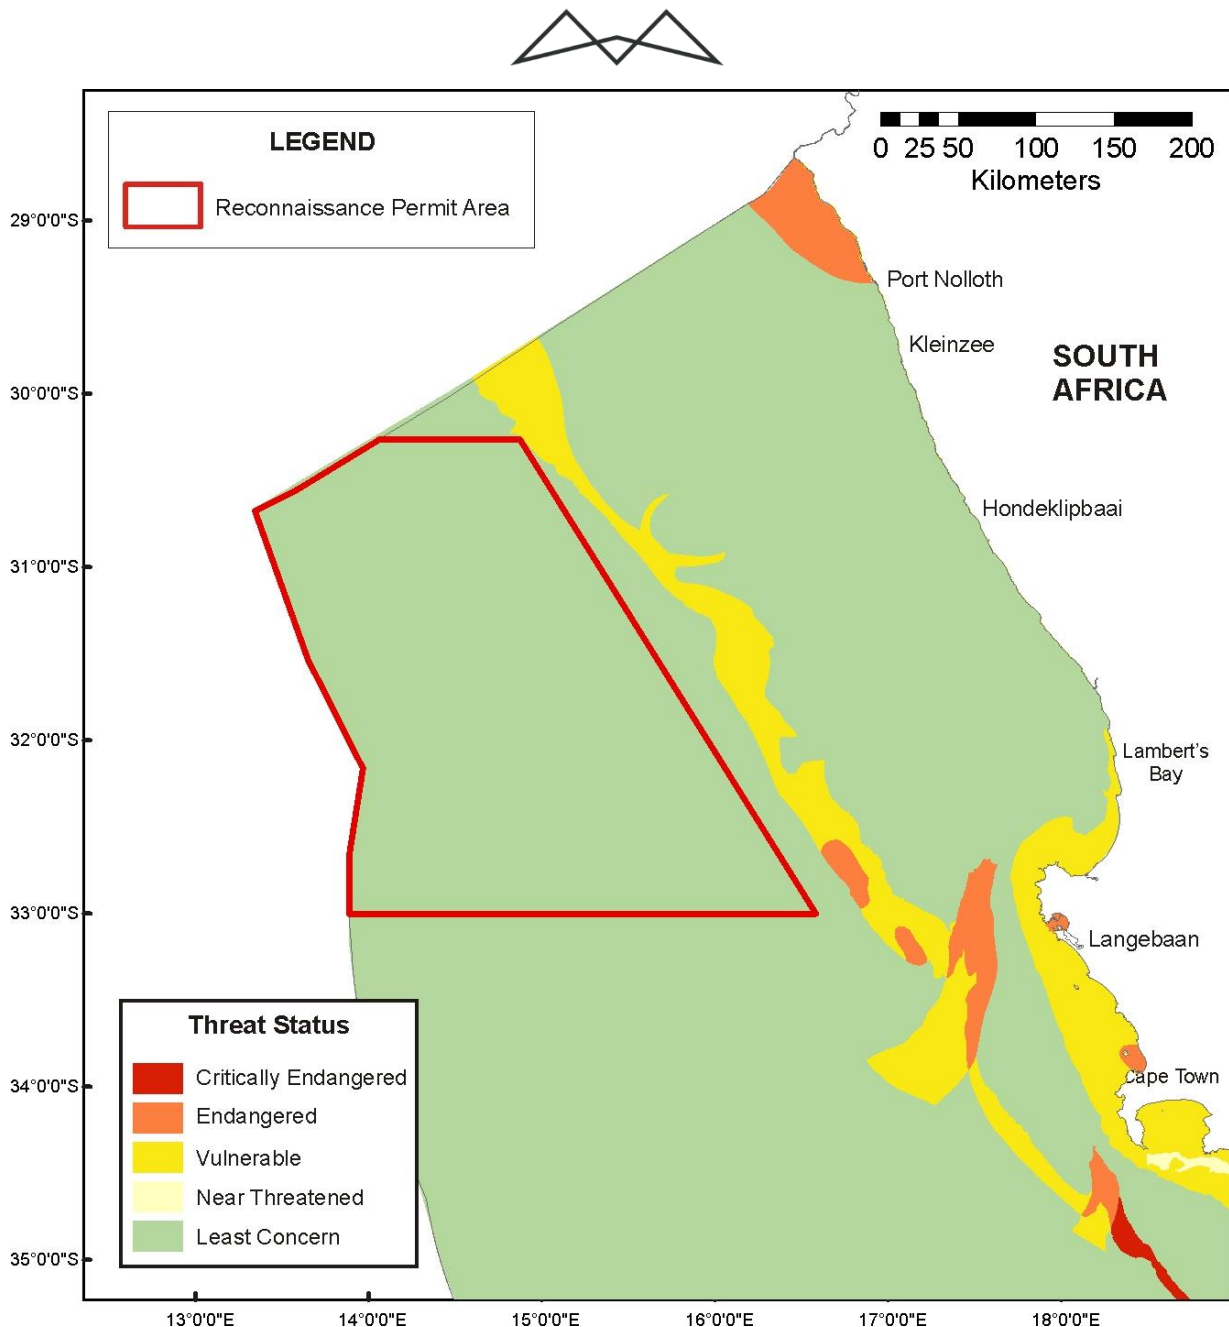 LEGEND
Reconnaissance Permit Area
0 25 50 100 150 200
Kilometers
29°0'0"S
Port Nolloth
Kleinzee
SOUTH
AFRICA
30°0'0"S
Hondeklipbaai
31°0'0"S
32°0'0"S
Lambert's
Bay
33°0'0"S
Langebaan
Threat Status
Critically Endangered
Endangered
Vulnerable
Near Threatened
Least Concern
34°0'0"S
Cape Town
35°0'0"S
13°0'0"E 14°0'0"E 15°0'0"E 16°0'0"E 17°0'0"E 18°0'0"E